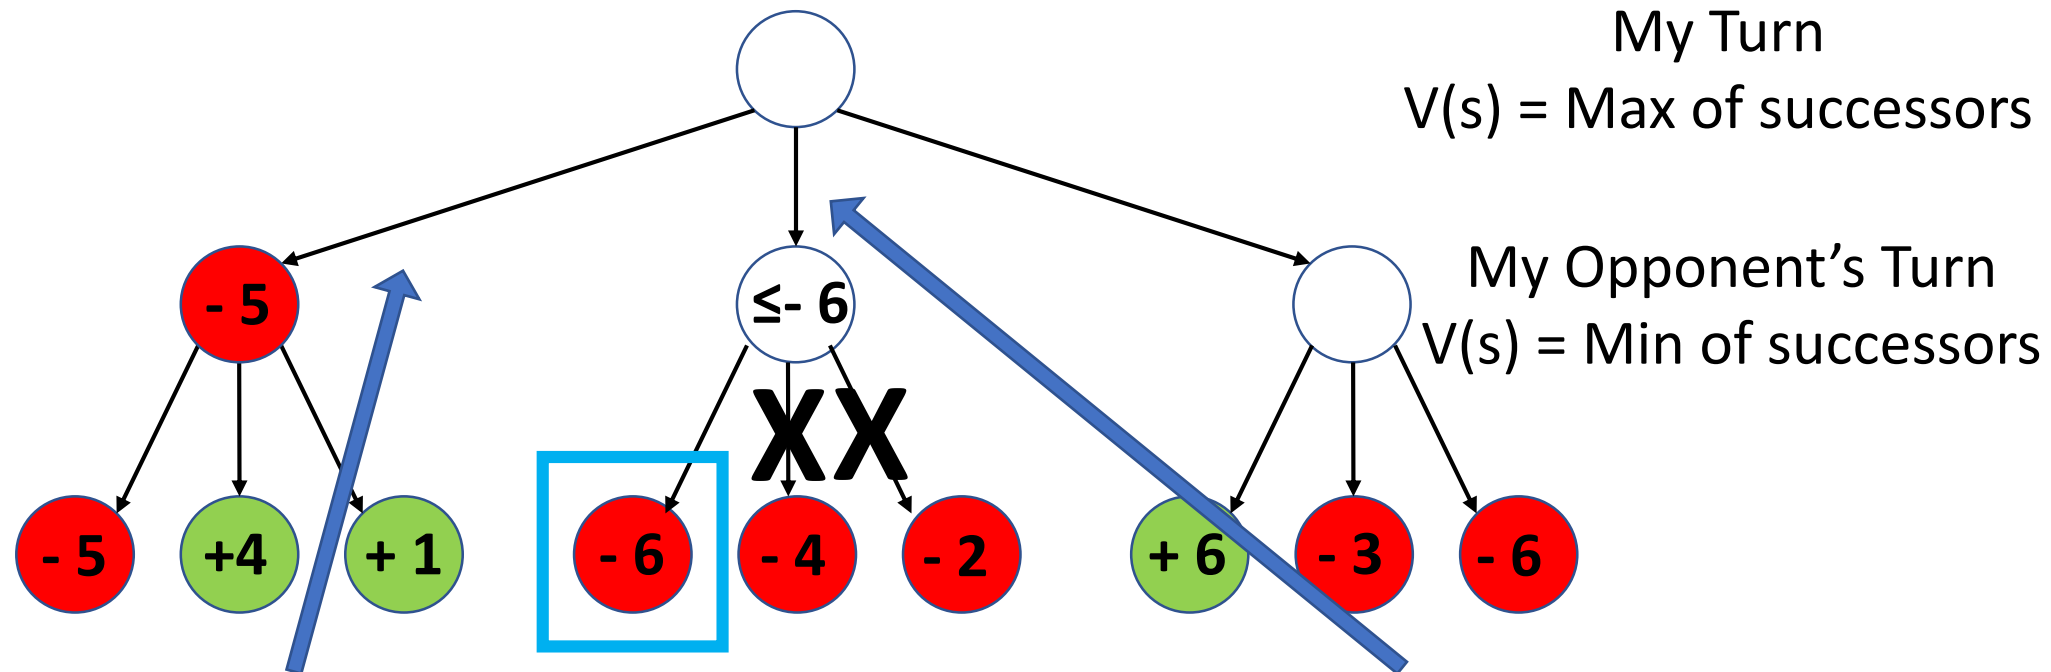 My Turn
V(s) = Max of successors
My Opponent’s Turn
V(s) = Min of successors
- 5
≤- 6
X X
- 5
+4
+ 1
- 6
- 4
- 2
+ 6
- 3
- 6